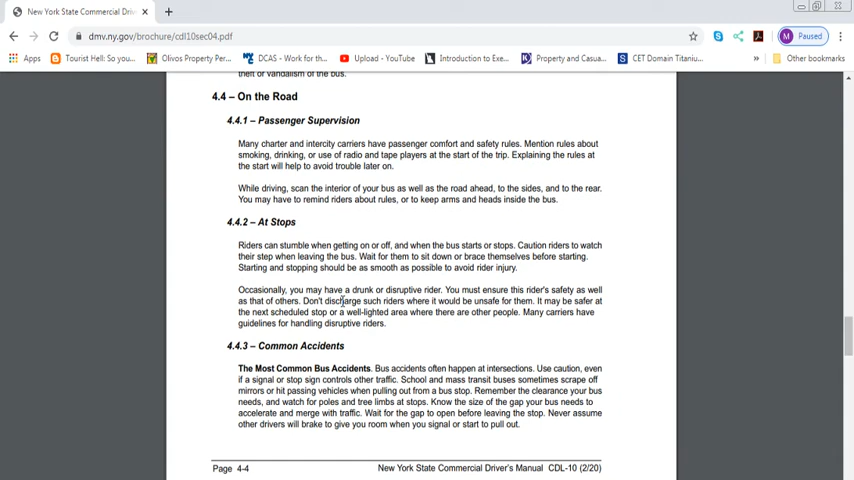 New York State Commercial Driver
dmv.ny.gov/brochure/cdl10sec04.pdf
Paused
Apps
Tourist Hell: So you...
Olivos Property Per...
DCAS - Work for th...
Upload - YouTube
Introduction to Exe...
Property and Casua...
CET Domain Titaniu...
»
Other bookmarks
theft or vandalism of the bus.
4.4 – On the Road
4.4.1 – Passenger Supervision
Many charter and intercity carriers have passenger comfort and safety rules. Mention rules about
smoking, drinking, or use of radio and tape players at the start of the trip. Explaining the rules at
the start will help to avoid trouble later on.
While driving, scan the interior of your bus as well as the road ahead, to the sides, and to the rear.
You may have to remind riders about rules, or to keep arms and heads inside the bus.
4.4.2 – At Stops
Riders can stumble when getting on or off, and when the bus starts or stops. Caution riders to watch
their step when leaving the bus. Wait for them to sit down or brace themselves before starting.
Starting and stopping should be as smooth as possible to avoid rider injury.
Occasionally, you may have a drunk or disruptive rider. You must ensure this rider's safety as well
as that of others. Don't discharge such riders where it would be unsafe for them. It may be safer at
the next scheduled stop or a well-lighted area where there are other people. Many carriers have
guidelines for handling disruptive riders.
4.4.3 – Common Accidents
The Most Common Bus Accidents. Bus accidents often happen at intersections. Use caution, even
if a signal or stop sign controls other traffic. School and mass transit buses sometimes scrape off
mirrors or hit passing vehicles when pulling out from a bus stop. Remember the clearance your bus
needs, and watch for poles and tree limbs at stops. Know the size of the gap your bus needs to
accelerate and merge with traffic. Wait for the gap to open before leaving the stop. Never assume
other drivers will brake to give you room when you signal or start to pull out.
Page 4-4
New York State Commercial Driver's Manual CDL-10 (2/20)